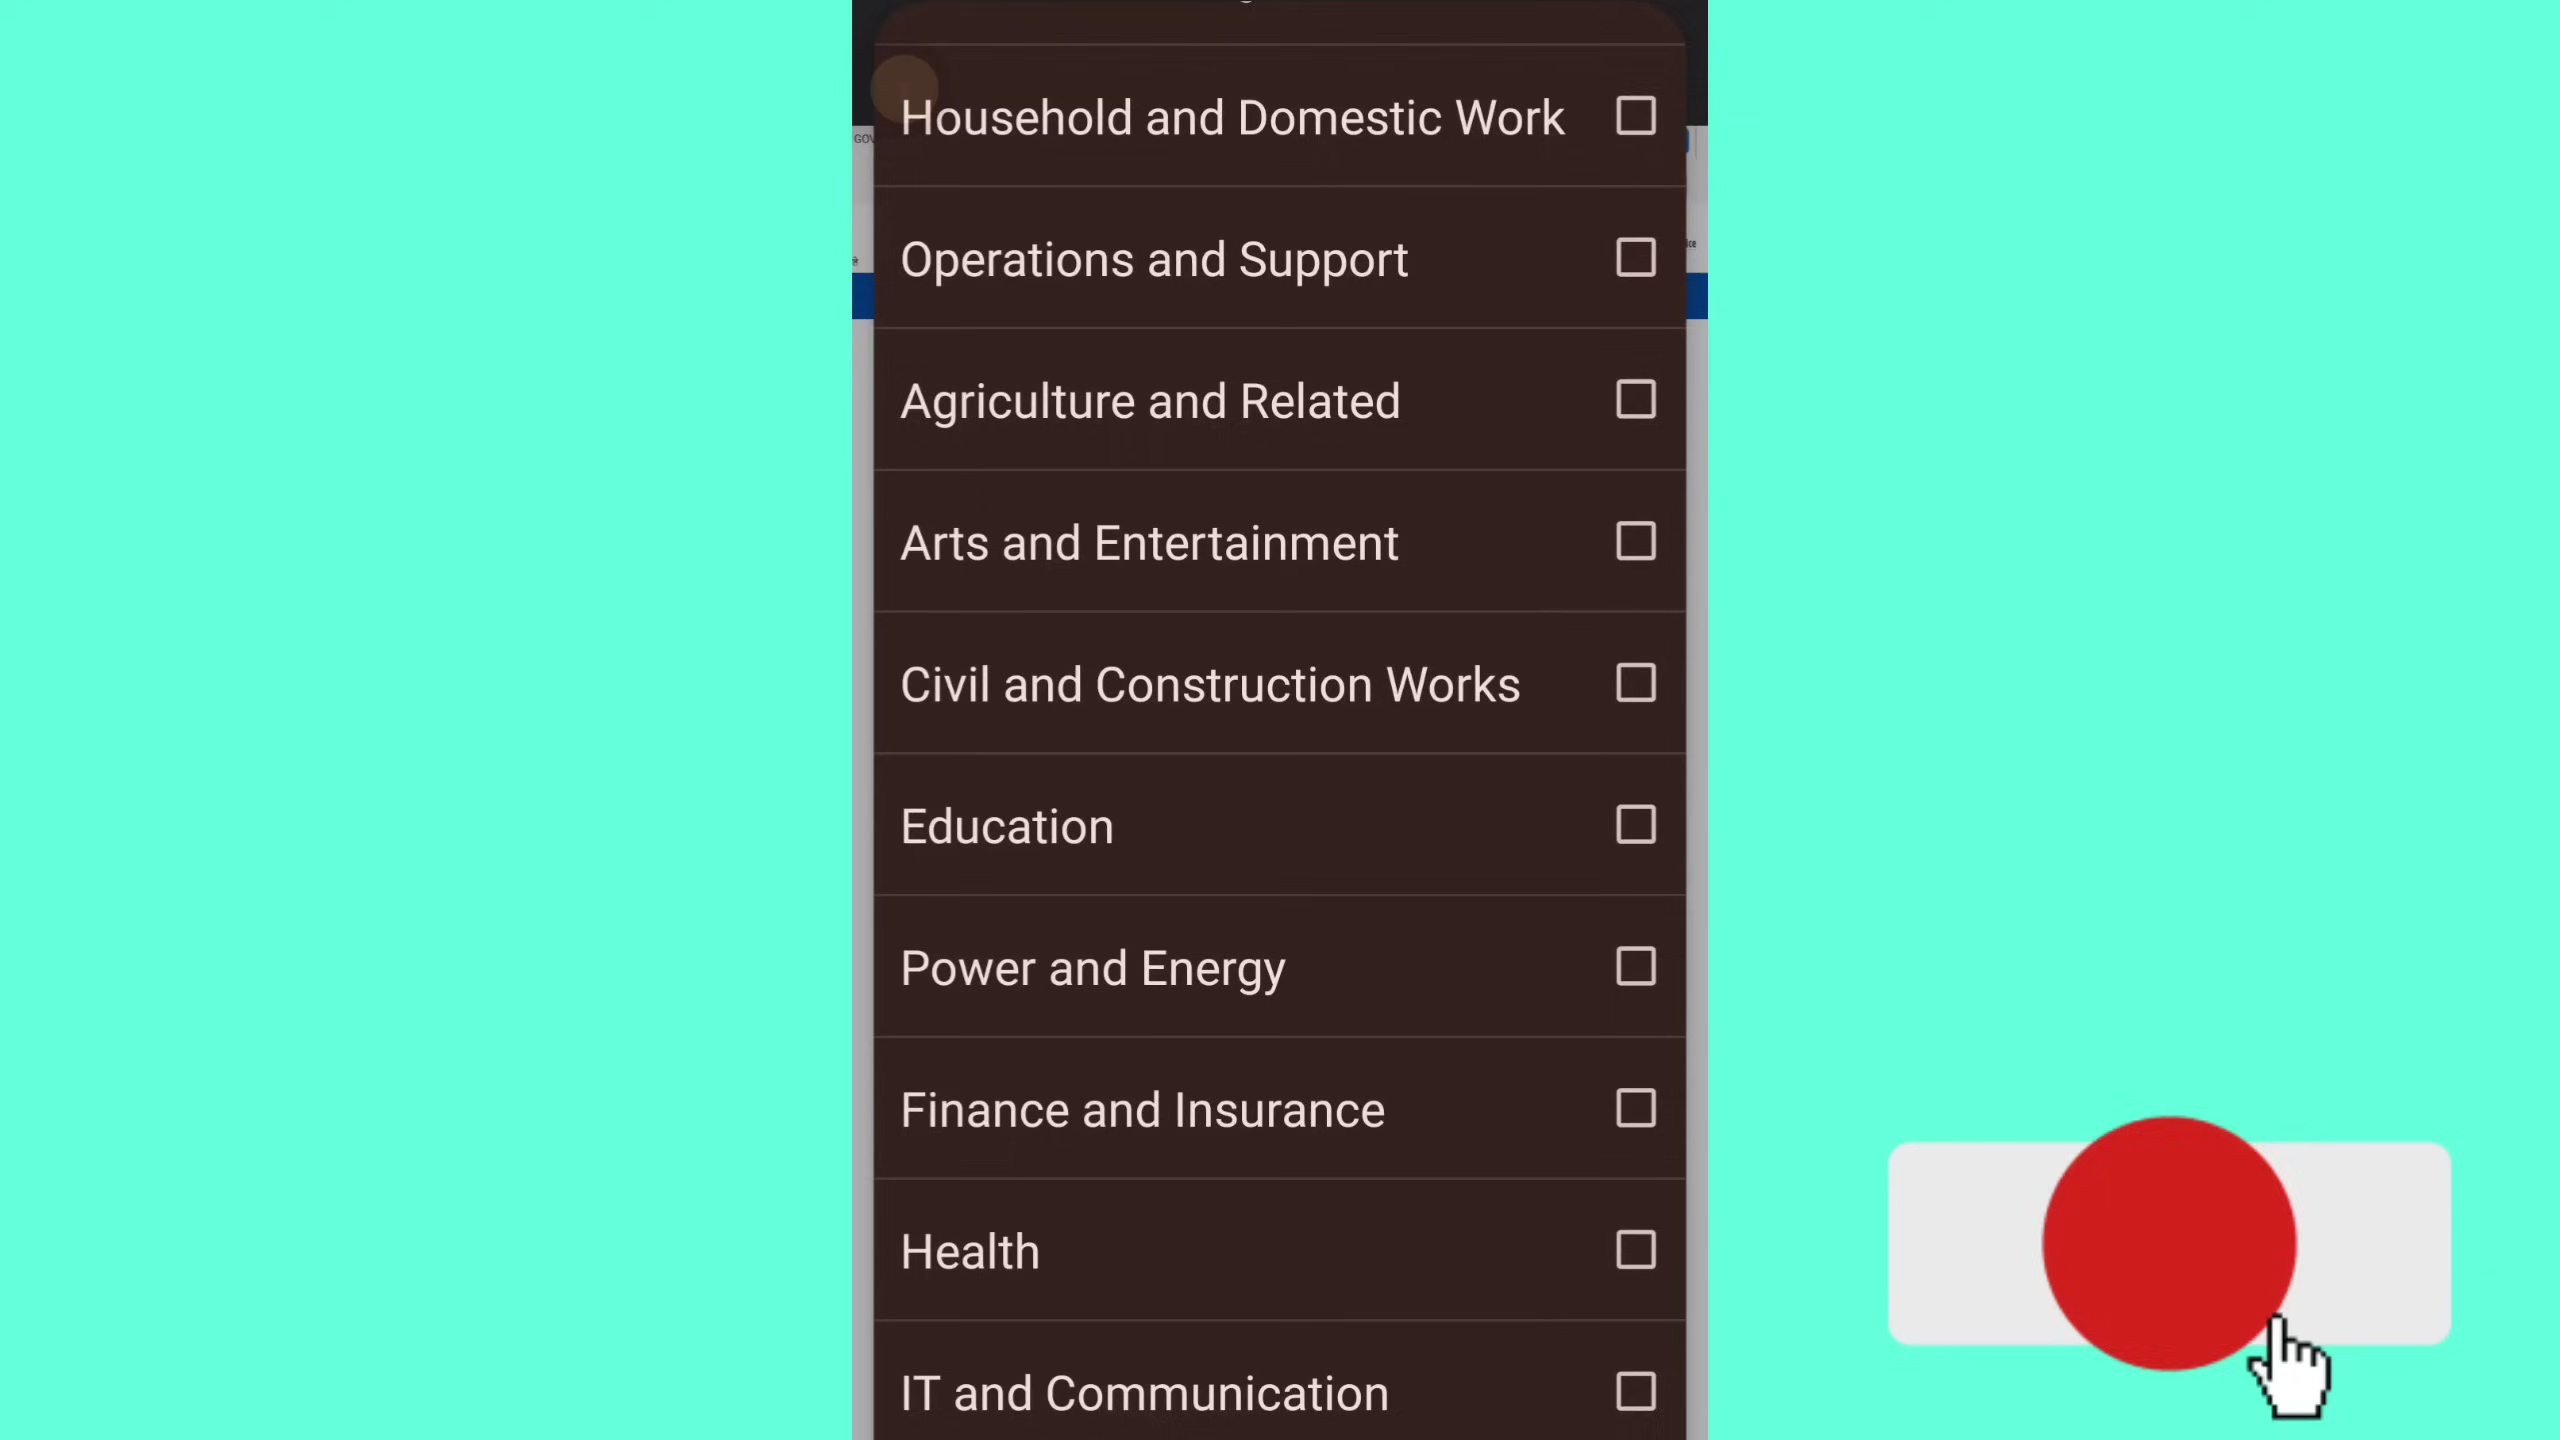 Household and Domestic Work
GOV
Operations and Support
Agriculture and Related
Arts and Entertainment
Civil and Construction Works
Education
Power and Energy
Finance and Insurance
Health
IT and Communication